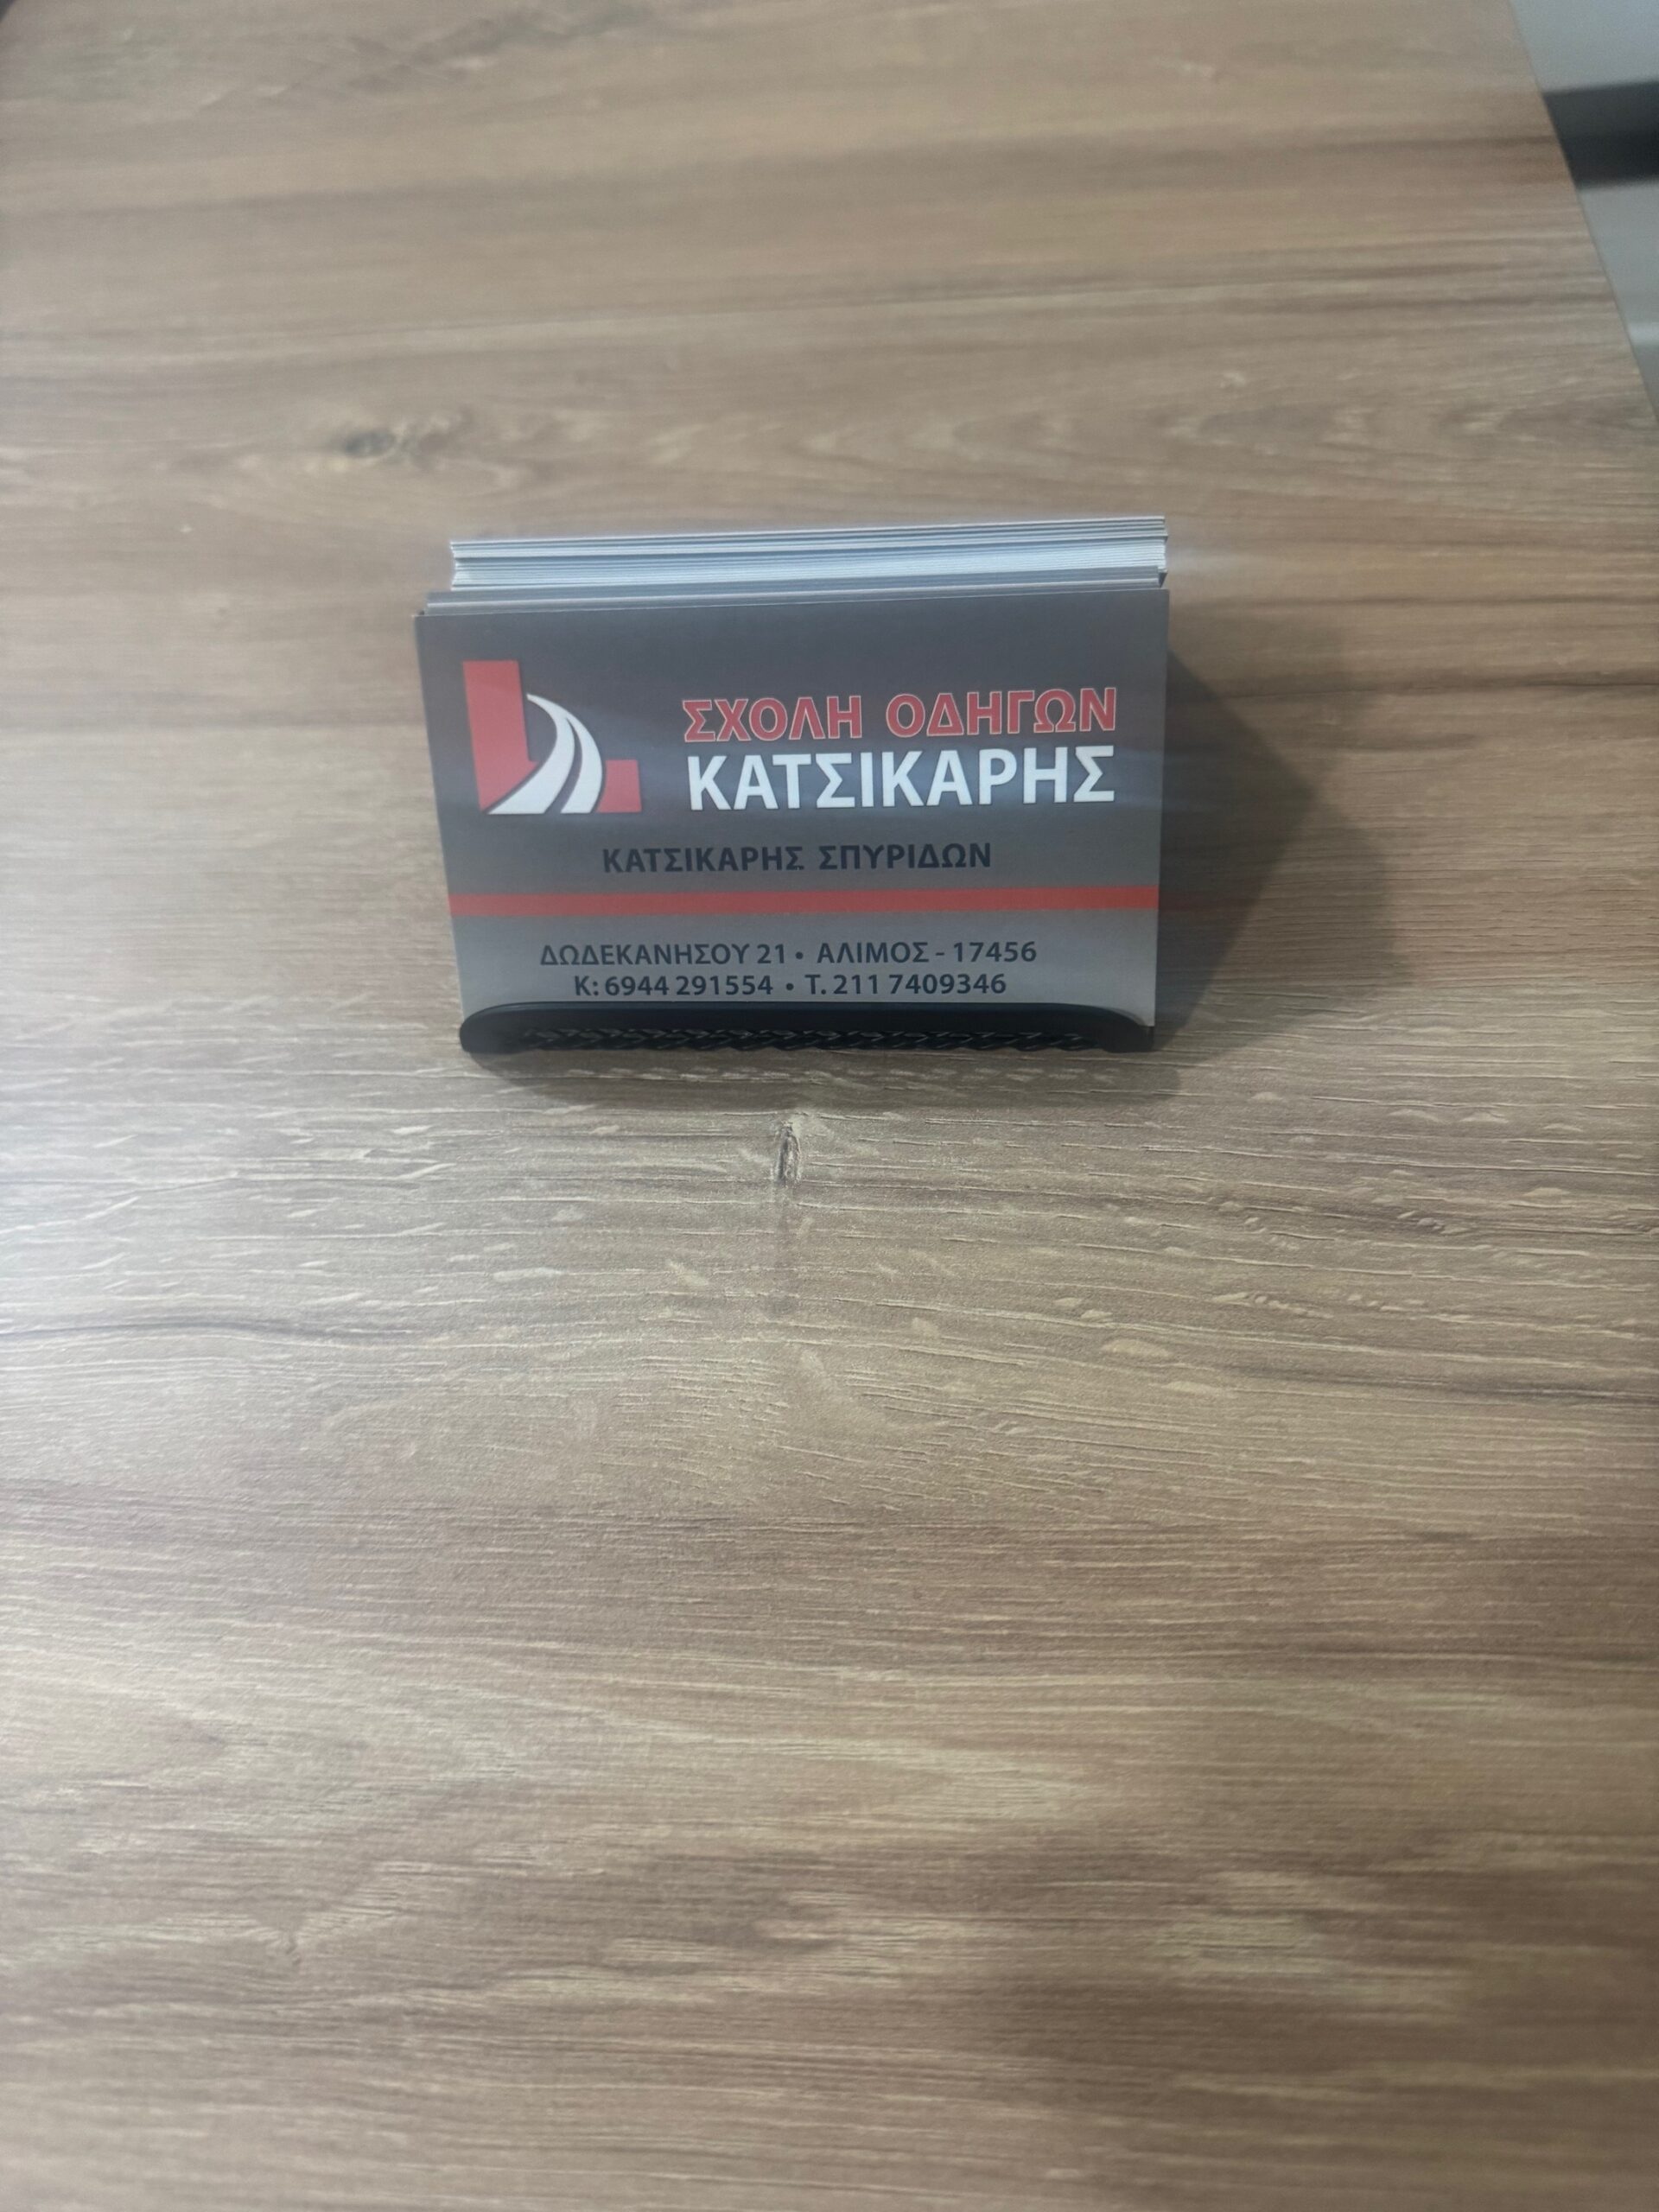 ΣΧΟΛΗ ΟΔΗΓΩΝ
ΚΑΤΣΙΚΑΡΗΣ
ΚΑΤΣΙΚΑΡΗΣ ΣΠΥΡΙΔΩΝ
ΔΩΔΕΚΑΝΗΣΟΥ 21 • ΑΛΙΜΟΣ - 17456
Κ: 6944 291554 • Τ. 211 7409346